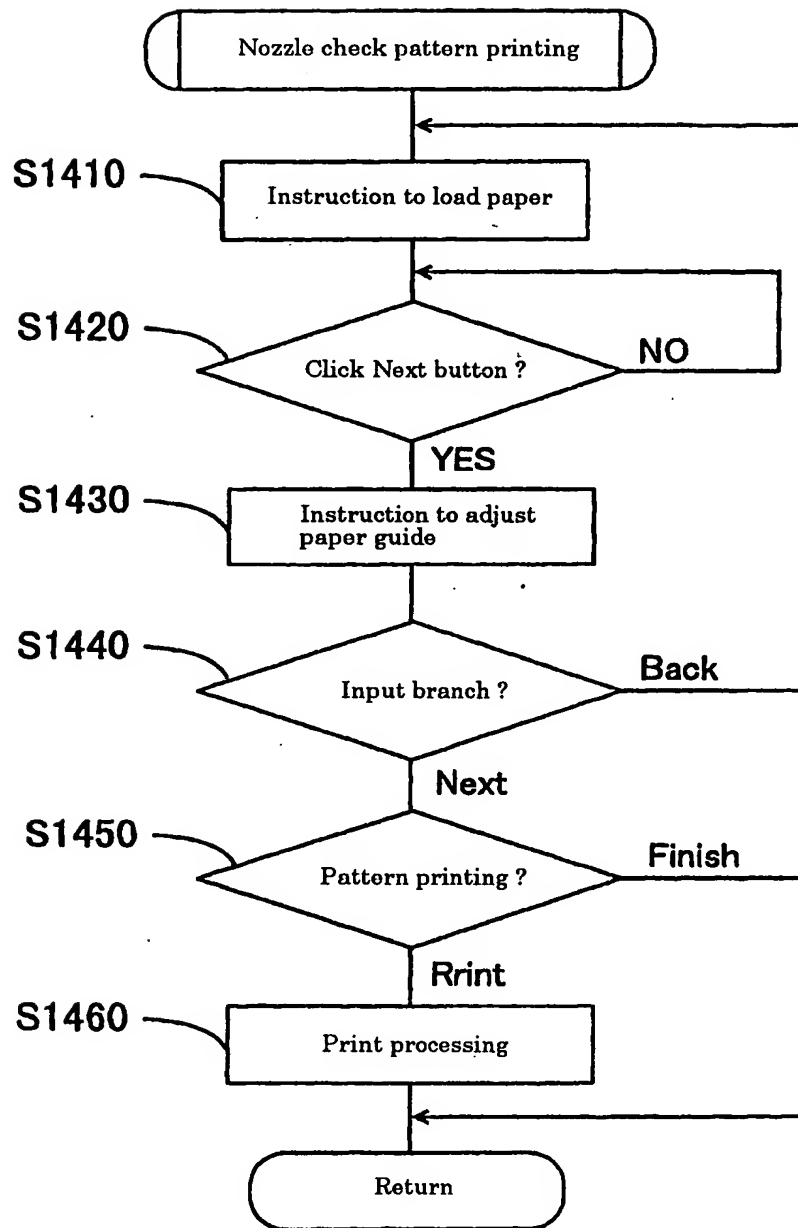 Nozzle check pattern printing
S1410
Instruction to load paper
S1420
Click Next button ?
NO
YES
S1430
Instruction to adjust
paper guide
S1440
Input branch ?
Back
Next
S1450
Pattern printing ?
Finish
Rrint
S1460
Print processing
Return